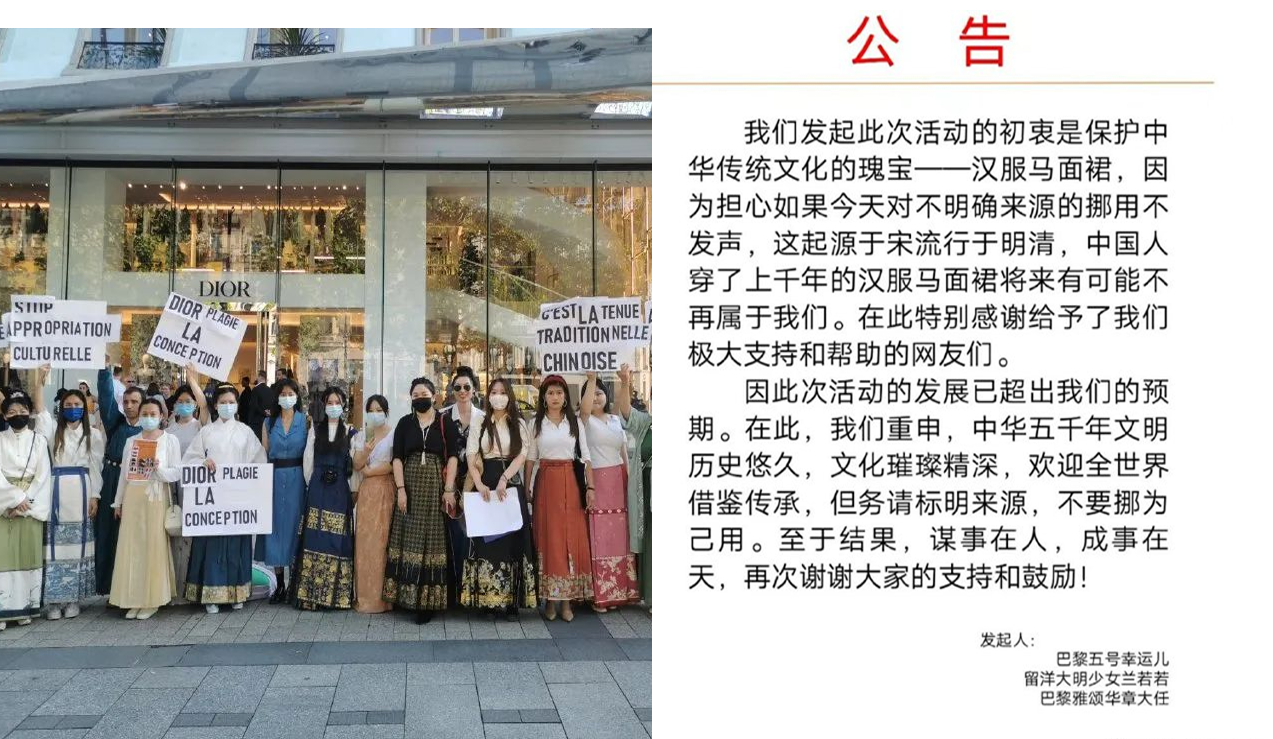 DIOR
STOP
APPROPRIATION
CULTURELLE
DIOR PLAGIE
LA
CONCEPTION
C'EST LA TENUE
TRADITIONNELLE
CHINOISE
DIOR PLAGIE
LA
CONCEPTION
公 告
我们发起此次活动的初衷是保护中
华传统文化的瑰宝——汉服马面裙，因
为担心如果今天对不明确来源的挪用不
发声，这起源于宋流行于明清，中国人
穿了上千年的汉服马面裙将来有可能不
再属于我们。在此特别感谢给予了我们
极大支持和帮助的网友们。
因此次活动的发展已超出我们的预
期。在此，我们重申，中华五千年文明
历史悠久，文化璀璨精深，欢迎全世界
借鉴传承，但务请标明来源，不要挪为
己用。至于结果，谋事在人，成事在
天，再次谢谢大家的支持和鼓励！
发起人：
巴黎五号幸运儿
留洋大明少女兰若若
巴黎雅颂华章大任